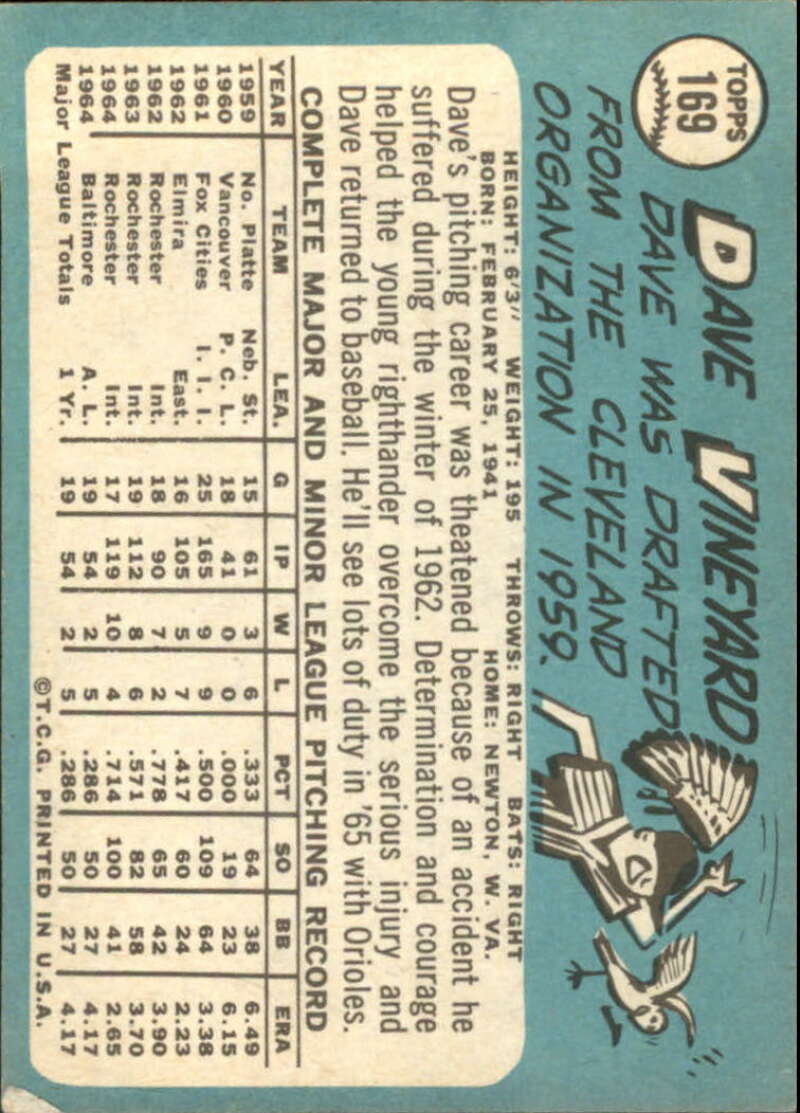 TOPPS
169
DAVE VINEYARD
DAVE WAS DRAFTED
FROM THE CLEVELAND
ORGANIZATION IN 1959.
HEIGHT: 6'3" WEIGHT: 195 THROWS: RIGHT BATS: RIGHT
BORN: FEBRUARY 25, 1941 HOME: NEWTON, W. VA.
Dave's pitching career was theatened because of an accident he
suffered during the winter of 1962. Determination and courage
helped the young righthander overcome the serious injury and
Dave returned to baseball. He'll see lots of duty in '65 with Orioles.
COMPLETE MAJOR AND MINOR LEAGUE PITCHING RECORD
YEAR TEAM LEA. G IP W L PCT SO BB ERA
1959 No. Platte Neb. St. 15 61 3 6 .333 64 38 6.49
1960 Vancouver P. C. L. 18 41 0 0 .000 19 23 6.15
1961 Fox Cities I. I. I. 25 165 9 9 .500 109 64 3.38
1962 Elmira East. 16 105 5 7 .417 60 24 2.23
1962 Rochester Int. 18 90 7 2 .778 65 42 3.90
1963 Rochester Int. 19 112 8 6 .571 82 58 3.70
1964 Rochester Int. 17 119 10 4 .714 100 41 2.65
1964 Baltimore A. L. 19 54 2 5 .286 50 27 4.17
Major League Totals 1 Yr. 19 54 2 5 .286 50 27 4.17
©T.C.G. PRINTED IN U.S.A.